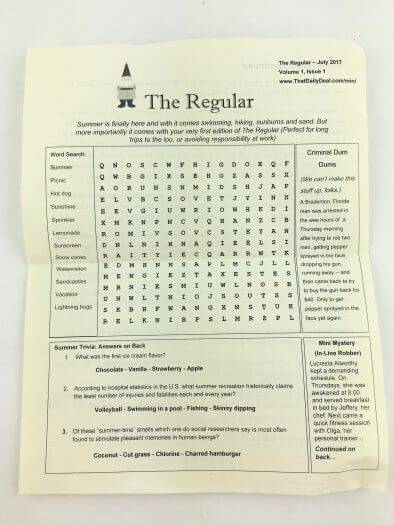 The Regular – July 2017
Volume 1, Issue 1
www.ThatDailyDeal.com/mini
The Regular
Summer is finally here and with it comes swimming, hiking, sunburns and sand. But
more importantly it comes with your very first edition of The Regular (Perfect for long
trips to the loo, or avoiding responsibility at work)
Word Search:
Summer
Picnic
Hot dog
Sunshine
Sprinkler
Lemonade
Sunscreen
Snow cones
Watermelon
Sandcastles
Vacation
Lightning bugs
Q N O S C W F H I G D O E Q F
Q W B G I X S E H O Z A S S X
A O B U N S N M I D S H J A P
E L V B C S O V E T J Y I N X
E E V G I U W R I O W H K D I
X M E N P N C V Q H A N Z C B
R O M I V S O V C S T E Y A N
D N L N I H N A Q I E E L S I
R A I T Y I E C Q A R R W T K
E D N H N N S A P L M C J L L
M E N G I E Z T A X E S T E S
M B N I E S M I U W L N O S B
U N W L T N I O J S O U T S S
S K B N F W A N G X N S T U K
R E L K N I R P S L M R Z P L
Criminal Dum
Dums
(We can't make this
stuff up, folks.)
A Bradenton, Florida
man was arrested in
the wee hours of a
Thursday morning
after trying to rob two
men, getting pepper
sprayed in the face,
dropping his gun,
running away – and
then came back to try
to buy the gun back for
$40. Only to get
pepper sprayed in the
face yet again.
Summer Trivia: Answers on Back
1. What was the first ice cream flavor?
Chocolate - Vanilla - Strawberry - Apple
2. According to hospital statistics in the U.S. what summer recreation historically claims
the least number of injuries and fatalities each and every year?
Volleyball - Swimming in a pool - Fishing - Skinny dipping
3. Of these "summer-time" smells which one do social researchers say is most often
found to stimulate pleasant memories in human beings?
Coconut - Cut grass - Chlorine - Charred hamburger
Mini Mystery
(In-Line Robber)
Lucrezia Alworthy
kept a demanding
schedule. On
Thursdays, she was
awakened at 8:00
and served breakfast
in bed by Jeffery, her
chef. Next came a
quick fitness session
with Olga, her
personal trainer…
Continued on
back…